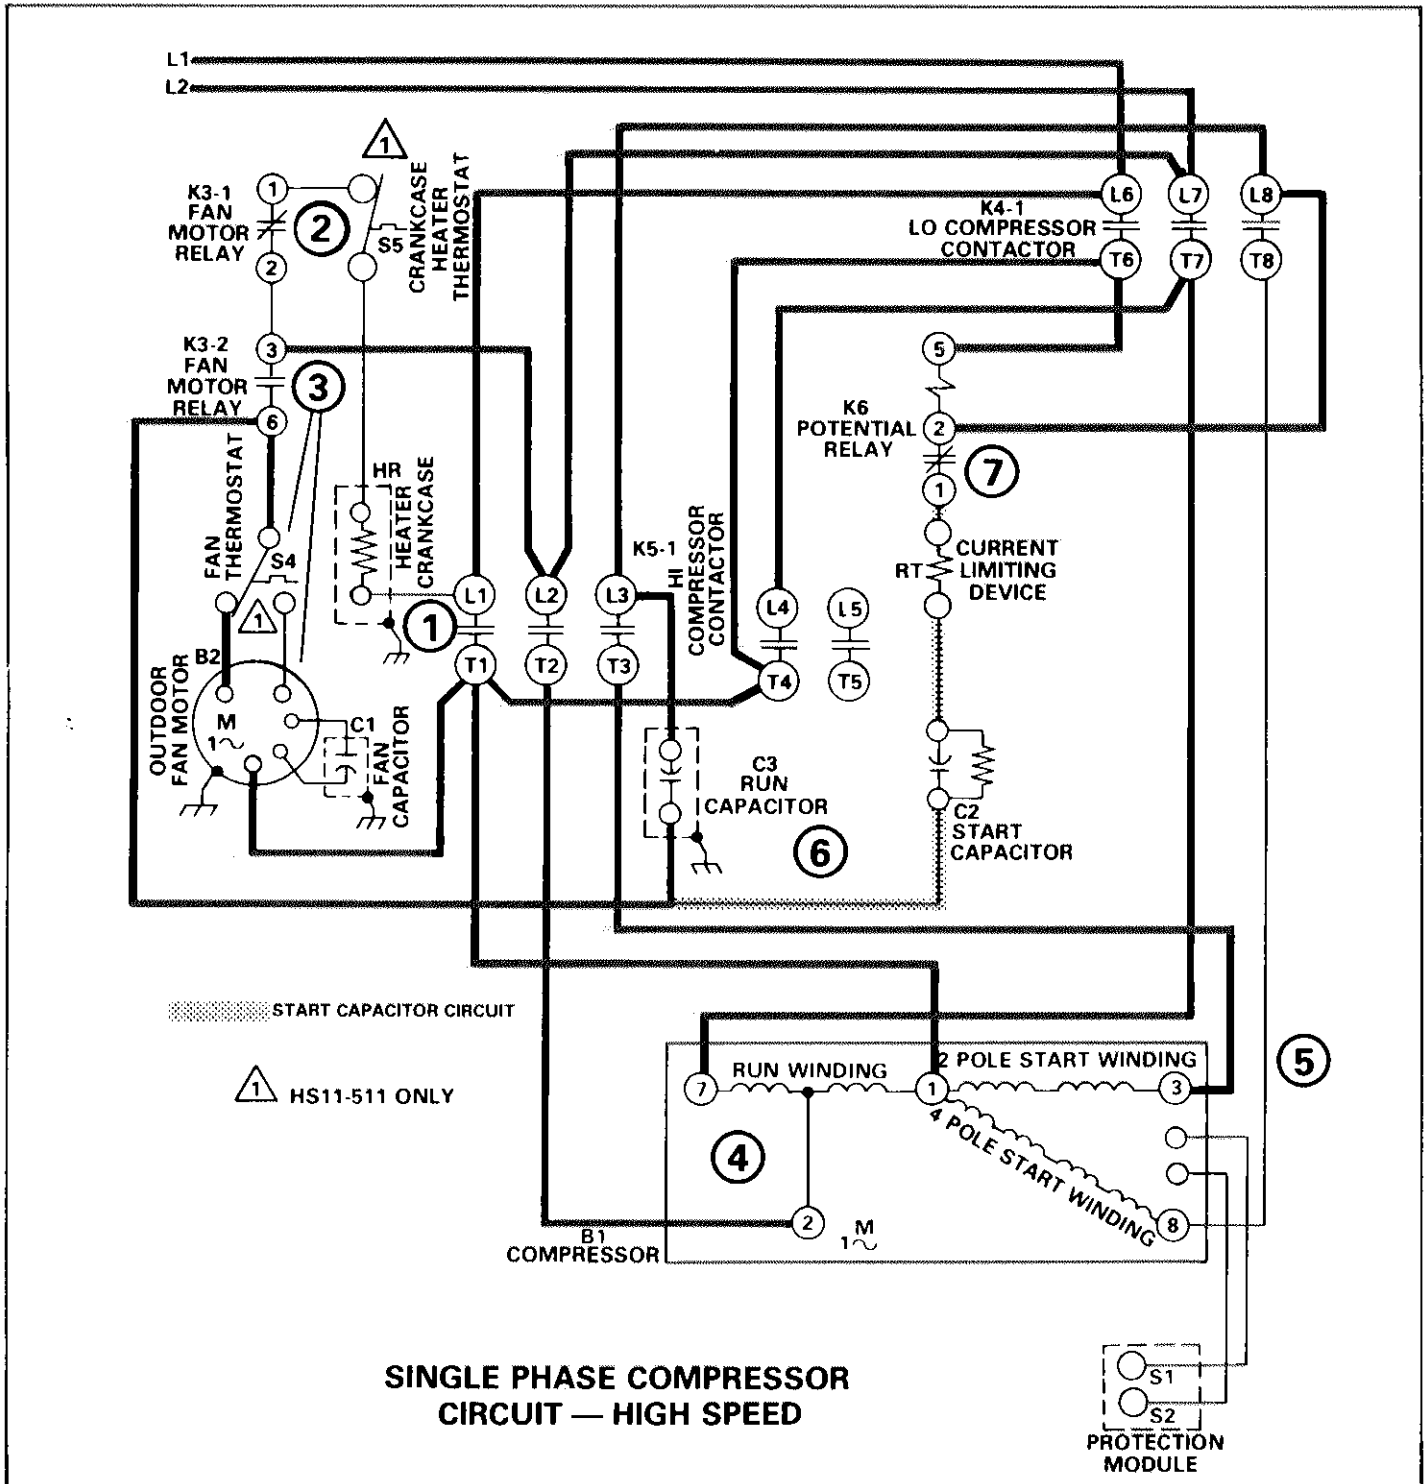 L1
L2
1
K3-1
FAN
MOTOR
RELAY
1
2
2
S5
CRANKCASE
HEATER
THERMOSTAT
L6
L7
L8
K4-1
LO COMPRESSOR
CONTACTOR
T6
T7
T8
K3-2
FAN
MOTOR
RELAY
3
6
3
5
K6
POTENTIAL
RELAY
2
1
7
FAN
THERMOSTAT
S4
1
HR
HEATER
CRANKCASE
K5-1
HI
COMPRESSOR
CONTACTOR
RT
CURRENT
LIMITING
DEVICE
1
L1
L2
L3
L4
L5
T1
T2
T3
T4
T5
B2
OUTDOOR
FAN MOTOR
M
1~
C1
FAN
CAPACITOR
C3
RUN
CAPACITOR
6
C2
START
CAPACITOR
START CAPACITOR CIRCUIT
1
HS11-511 ONLY
5
RUN WINDING
2 POLE START WINDING
7
1
3
4 POLE START WINDING
4
2
M
1~
8
B1
COMPRESSOR
SINGLE PHASE COMPRESSOR
CIRCUIT — HIGH SPEED
S1
S2
PROTECTION
MODULE